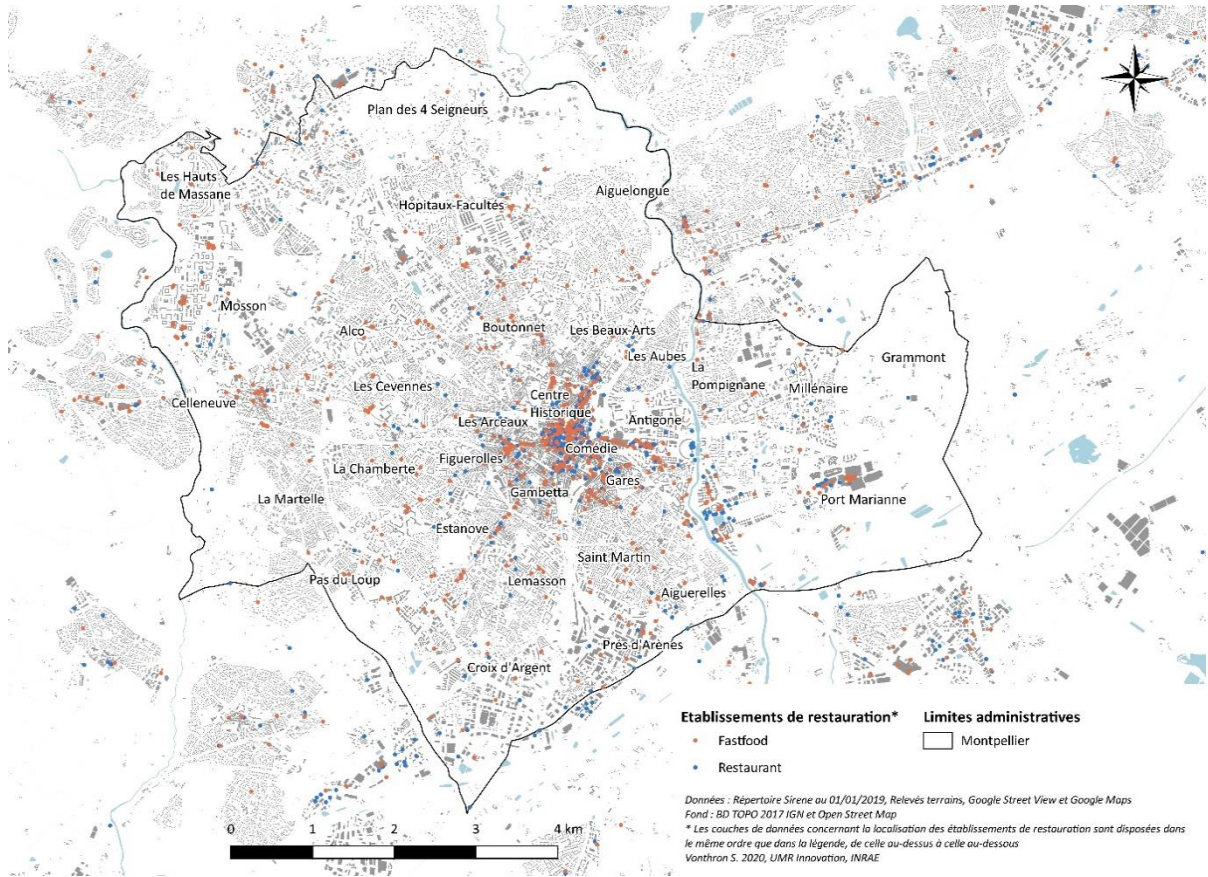 Plan des 4 Seigneurs
Les Hauts
de Massane
Aiguelongue
Hôpitaux-Facultés
Mosson
Alco
Boutonnet
Les Beaux-Arts
Les Aubes
La
Pompignane
Grammont
Millénaire
Les Cevennes
Celleneuve
Centre
Historique
Les Arceaux
Antigone
Comédie
Figuerolles
La Chamberte
Gares
Gambetta
Port Marianne
La Martelle
Estanove
Saint Martin
Pas du Loup
Lemasson
Aiguerelles
Prés d'Arènes
Croix d'Argent
Etablissements de restauration*
Fastfood
Restaurant
Limites administratives
Montpellier
Données : Répertoire Sirene au 01/01/2019, Relevés terrains, Google Street View et Google Maps
Fond : BD TOPO 2017 IGN et Open Street Map
* Les couches de données concernant la localisation des établissements de restauration sont disposées dans
le même ordre que dans la légende, de celle au-dessus à celle au-dessous
Vonthron S. 2020, UMR Innovation, INRAE
0 1 2 3 4 km